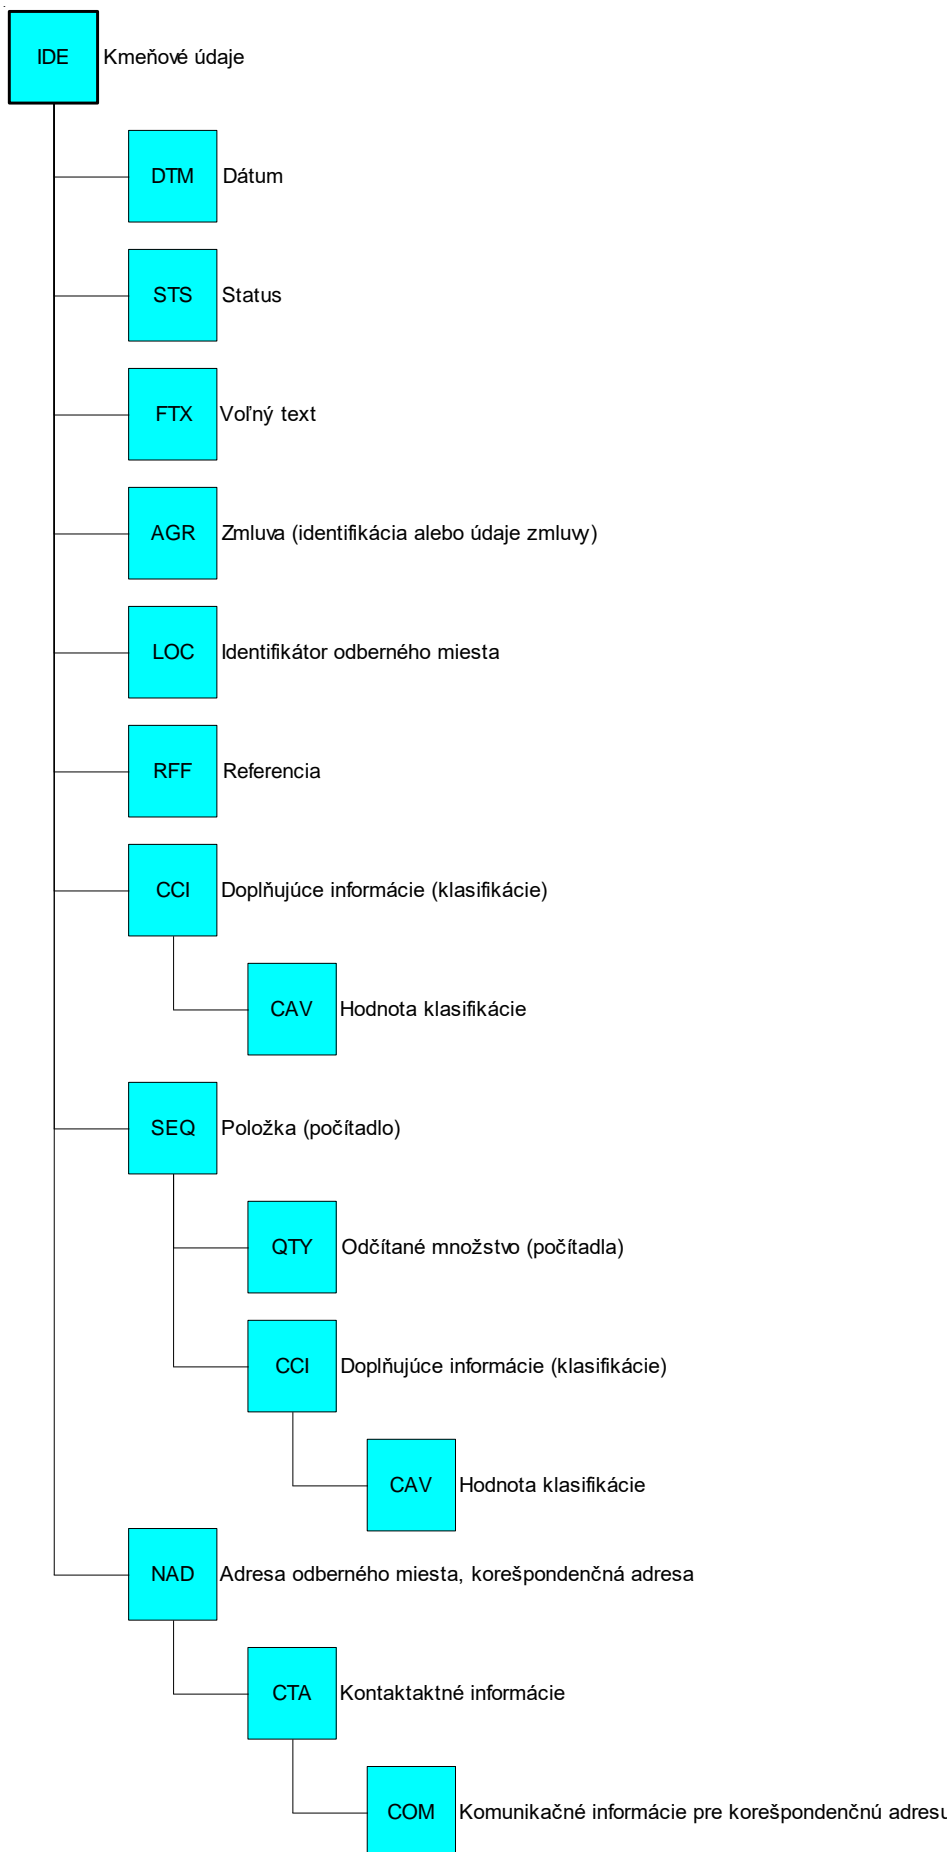 IDE Kmeňové údaje
DTM Dátum
STS Status
FTX Voľný text
AGR Zmluva (identifikácia alebo údaje zmluvy)
LOC Identifikátor odberného miesta
RFF Referencia
CCI Doplňujúce informácie (klasifikácie)
CAV Hodnota klasifikácie
SEQ Položka (počítadlo)
QTY Odčítané množstvo (počítadla)
CCI Doplňujúce informácie (klasifikácie)
CAV Hodnota klasifikácie
NAD Adresa odberného miesta, korešpondenčná adresa
CTA Kontaktaktné informácie
COM Komunikačné informácie pre korešpondenčnú adresu